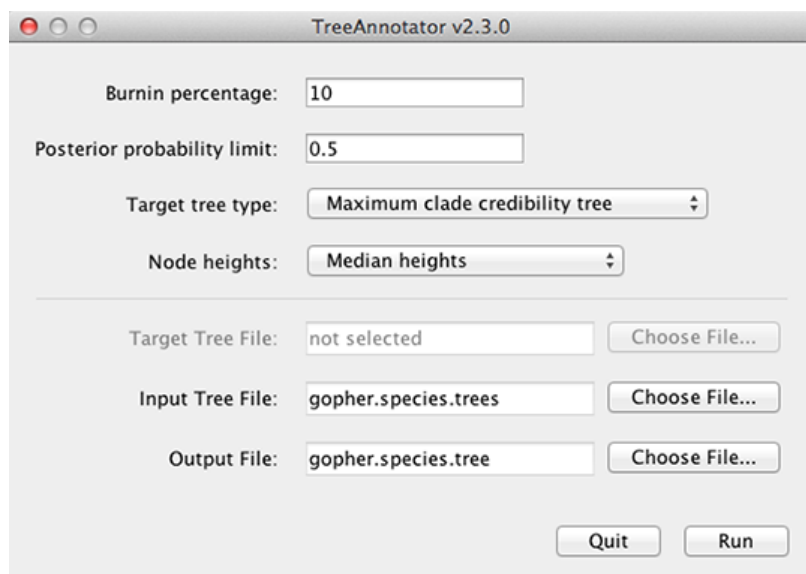 TreeAnnotator v2.3.0
Burnin percentage: 10
Posterior probability limit: 0.5
Target tree type: Maximum clade credibility tree
Node heights: Median heights
Target Tree File: not selected Choose File...
Input Tree File: gopher.species.trees Choose File...
Output File: gopher.species.tree Choose File...
Quit Run